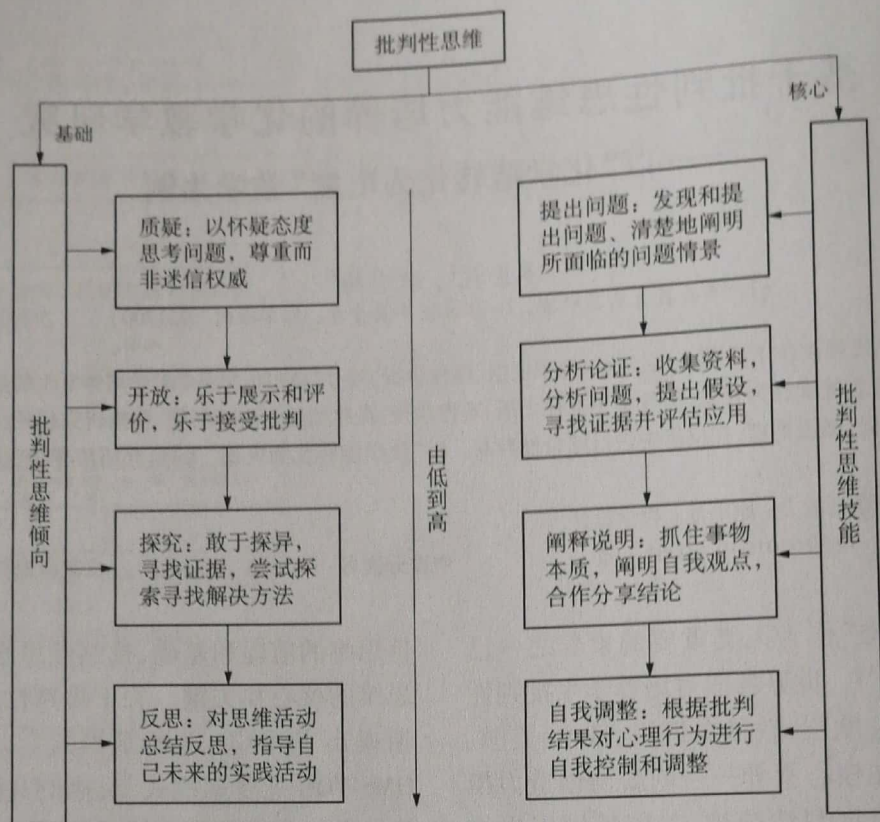 批判性思维
基础
核心
批判性思维倾向
质疑：以怀疑态度
思考问题，尊重而
非迷信权威
开放：乐于展示和评
价，乐于接受批判
探究：敢于探异，
寻找证据，尝试探
索寻找解决方法
反思：对思维活动
总结反思，指导自
己未来的实践活动
由低到高
提出问题：发现和提
出问题、清楚地阐明
所面临的问题情景
分析论证：收集资料，
分析问题，提出假设，
寻找证据并评估应用
阐释说明：抓住事物
本质，阐明自我观点，
合作分享结论
自我调整：根据批判
结果对心理行为进行
自我控制和调整
批判性思维技能